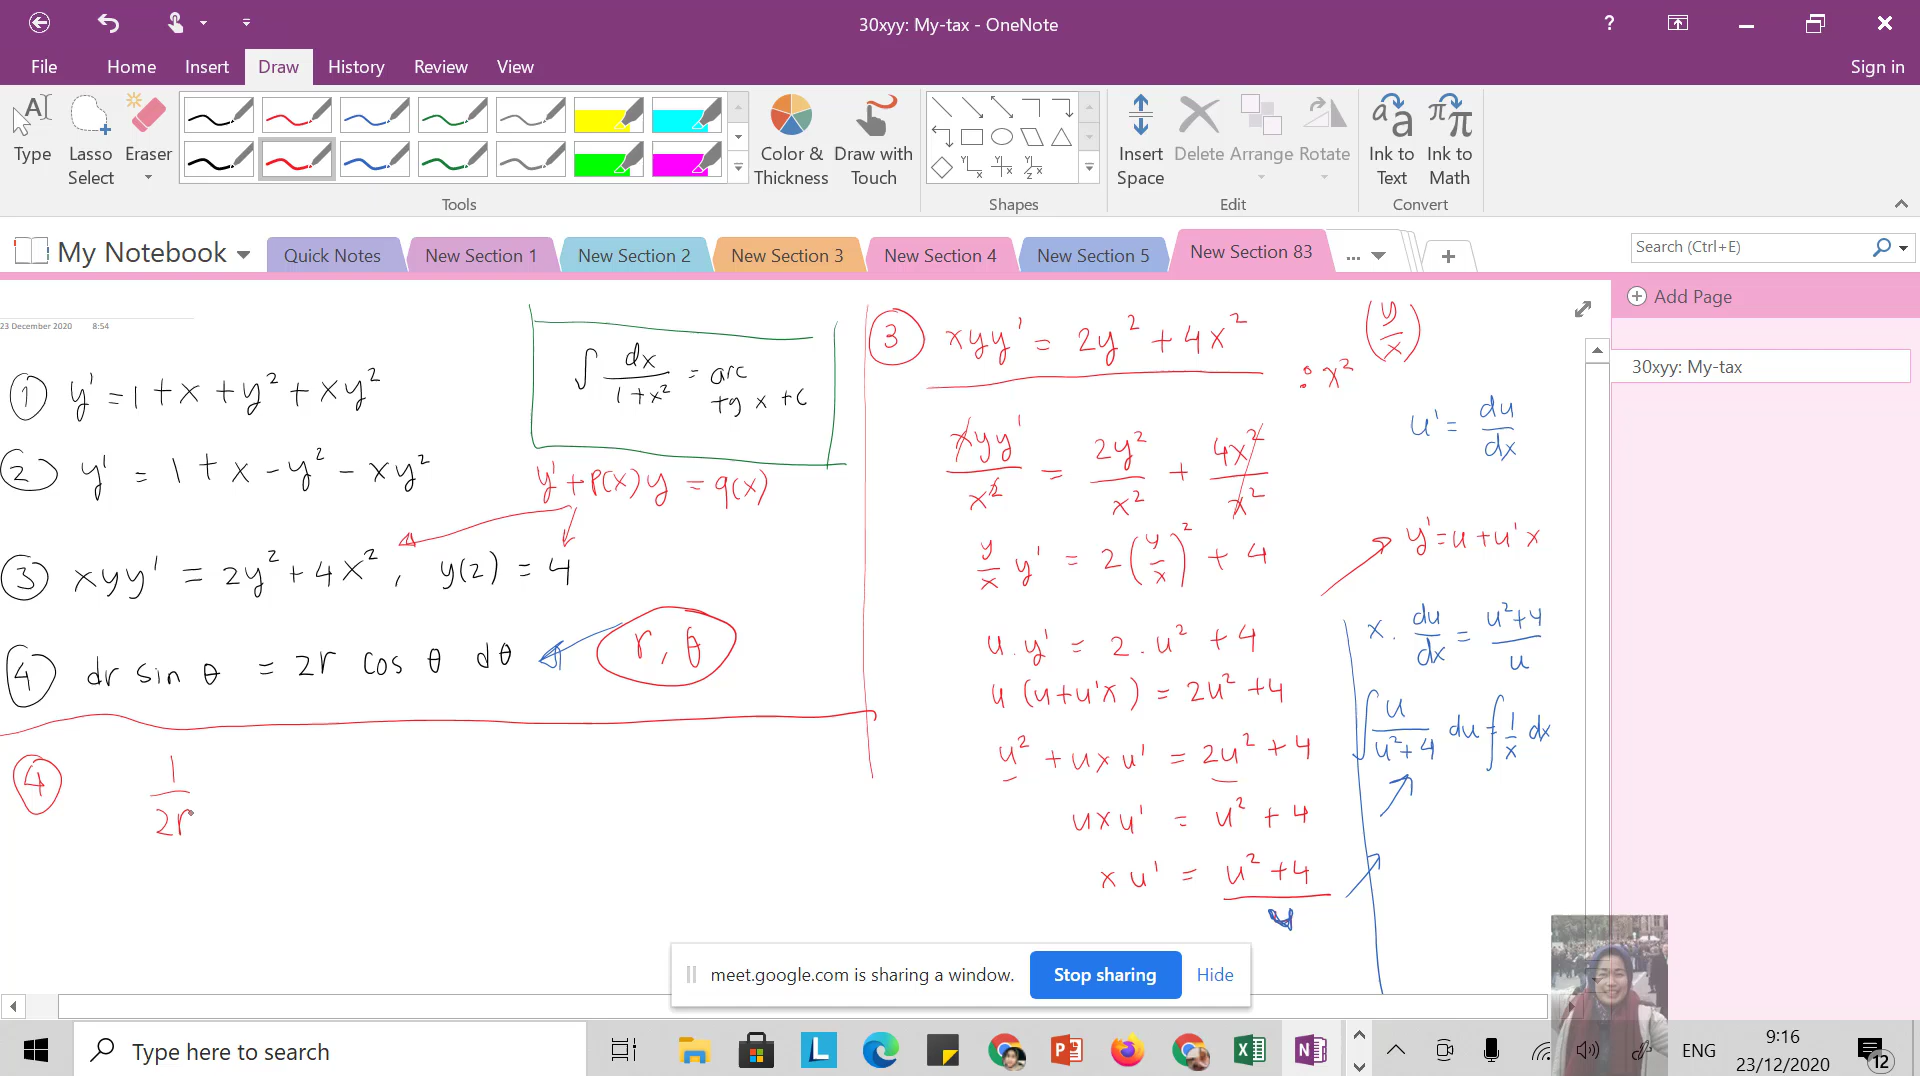 30xyy: My-tax - OneNote
File Home Insert Draw History Review View
Sign in
Type
Lasso Select
Eraser
Color & Thickness
Draw with Touch
Insert Space
Delete
Arrange
Rotate
Ink to Text
Ink to Math
Tools
Shapes
Edit
Convert
My Notebook
Quick Notes
New Section 1
New Section 2
New Section 3
New Section 4
New Section 5
New Section 83
...
Search (Ctrl+E)
Add Page
30xyy: My-tax
23 December 2020 8:54
① y' = 1 + x + y² + xy²
② y' = 1 + x - y² - xy²
③ xyy' = 2y² + 4x², y(2) = 4
④ dr sin θ = 2r cos θ dθ
∫ dx/(1+x²) = arc tg x + c
y' + p(x) y = q(x)
r, θ
④ 1/2r
③ xyy' = 2y² + 4x²
(y/x)
: x²
xyy'/x² = 2y²/x² + 4x²/x²
y/x y' = 2(y/x)² + 4
u · y' = 2 · u² + 4
u (u + u'x) = 2u² + 4
u² + uxu' = 2u² + 4
uxu' = u² + 4
xu' = (u² + 4)/u
u' = du/dx
y' = u + u'x
x · du/dx = (u² + 4)/u
∫ u/(u² + 4) du = ∫ 1/x dx
meet.google.com is sharing a window.
Stop sharing
Hide
Type here to search
ENG
9:16
23/12/2020
12